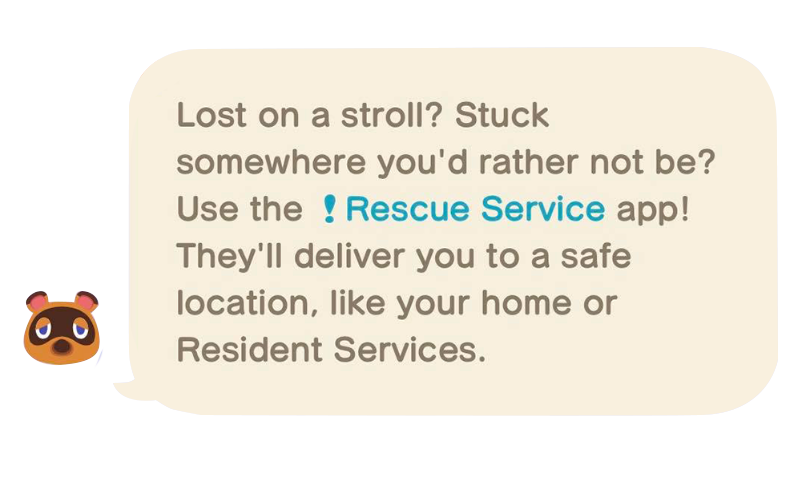 Lost on a stroll? Stuck
somewhere you'd rather not be?
Use the ! Rescue Service app!
They'll deliver you to a safe
location, like your home or
Resident Services.